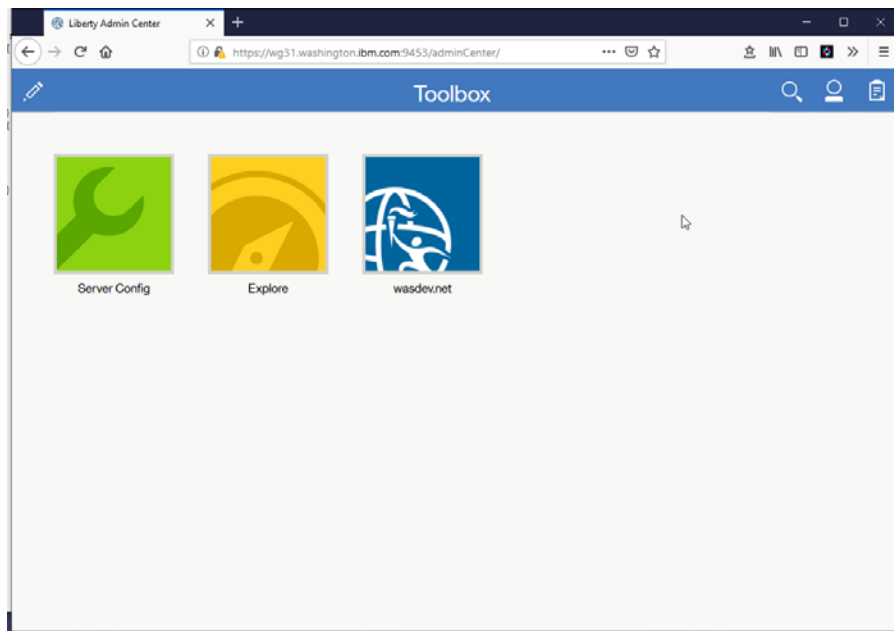 Liberty Admin Center
https://wg31.washington.ibm.com:9453/adminCenter/
Toolbox
Server Config
Explore
wasdev.net